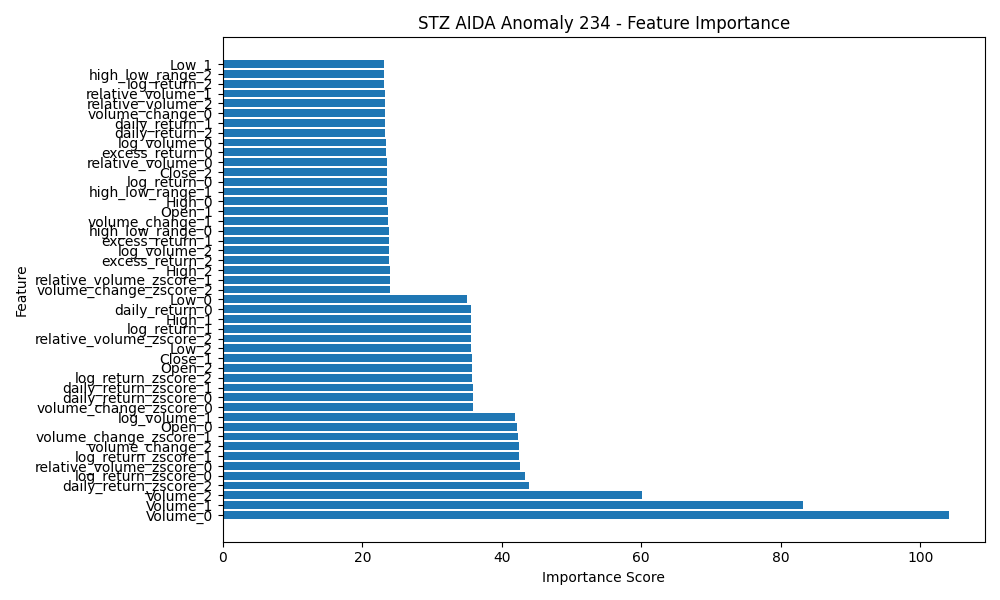 STZ AIDA Anomaly 234 - Feature Importance
Low_1
high_low_range_2
log_return_2
relative_volume_1
relative_volume_2
volume_change_0
daily_return_1
daily_return_2
log_volume_0
excess_return_0
relative_volume_0
Close_2
log_return_0
high_low_range_1
High_0
Open_1
volume_change_1
high_low_range_0
excess_return_1
log_volume_2
excess_return_2
High_2
relative_volume_zscore_1
volume_change_zscore_2
Low_0
daily_return_0
High_1
log_return_1
relative_volume_zscore_2
Low_2
Close_1
Open_2
log_return_zscore_2
daily_return_zscore_1
daily_return_zscore_0
volume_change_zscore_0
log_volume_1
Open_0
volume_change_zscore_1
volume_change_2
log_return_zscore_1
relative_volume_zscore_0
log_return_zscore_0
daily_return_zscore_2
Volume_2
Volume_1
Volume_0
Feature
0 20 40 60 80 100
Importance Score